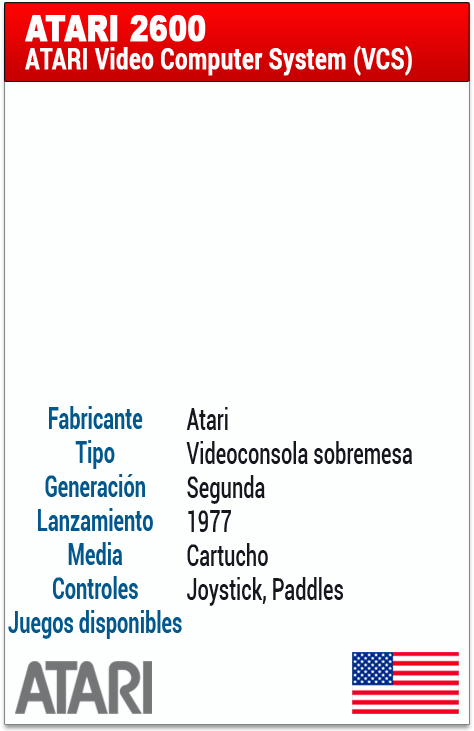 ATARI 2600
ATARI Video Computer System (VCS)
Fabricante Atari
Tipo Videoconsola sobremesa
Generación Segunda
Lanzamiento 1977
Media Cartucho
Controles Joystick, Paddles
Juegos disponibles
ATARI